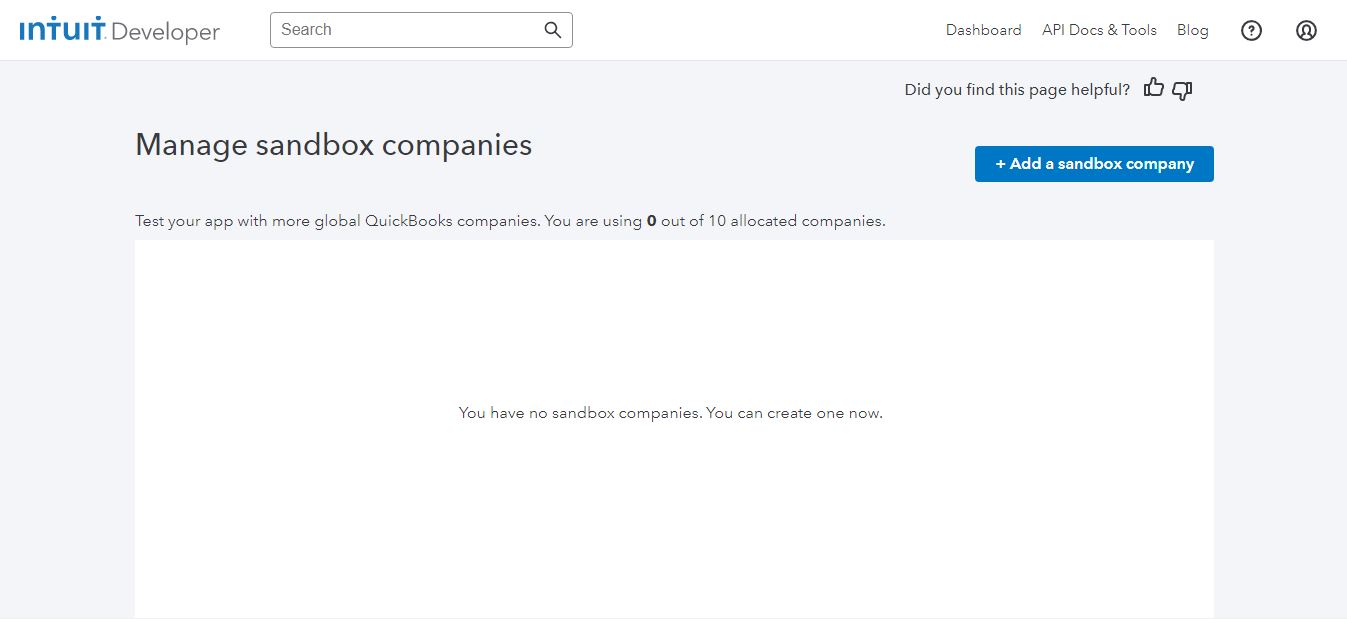 intuit Developer
Search
Dashboard API Docs & Tools Blog
Did you find this page helpful?
Manage sandbox companies
+ Add a sandbox company
Test your app with more global QuickBooks companies. You are using 0 out of 10 allocated companies.
You have no sandbox companies. You can create one now.